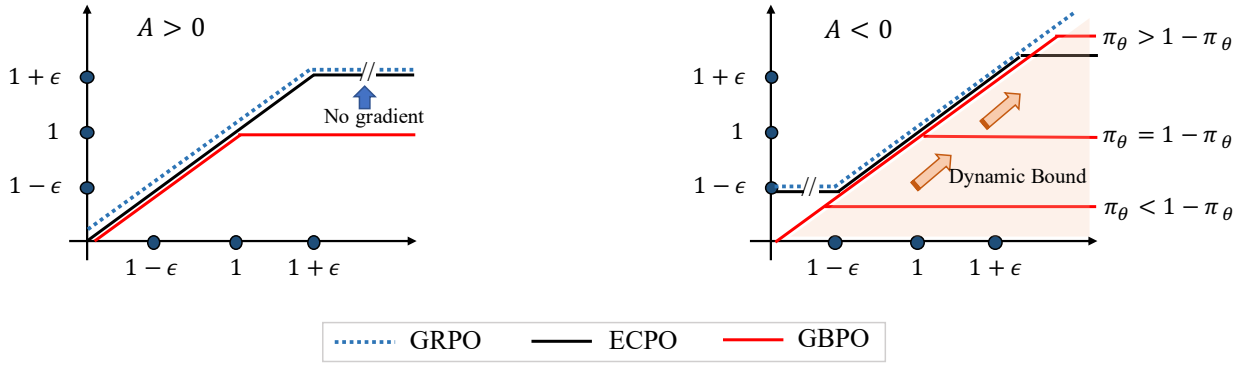 A > 0
1 + ϵ
1
1 − ϵ
No gradient
1 − ϵ
1
1 + ϵ
A < 0
1 + ϵ
1
1 − ϵ
π_θ > 1 − π_θ
π_θ = 1 − π_θ
Dynamic Bound
π_θ < 1 − π_θ
1 − ϵ
1
1 + ϵ
GRPO
ECPO
GBPO